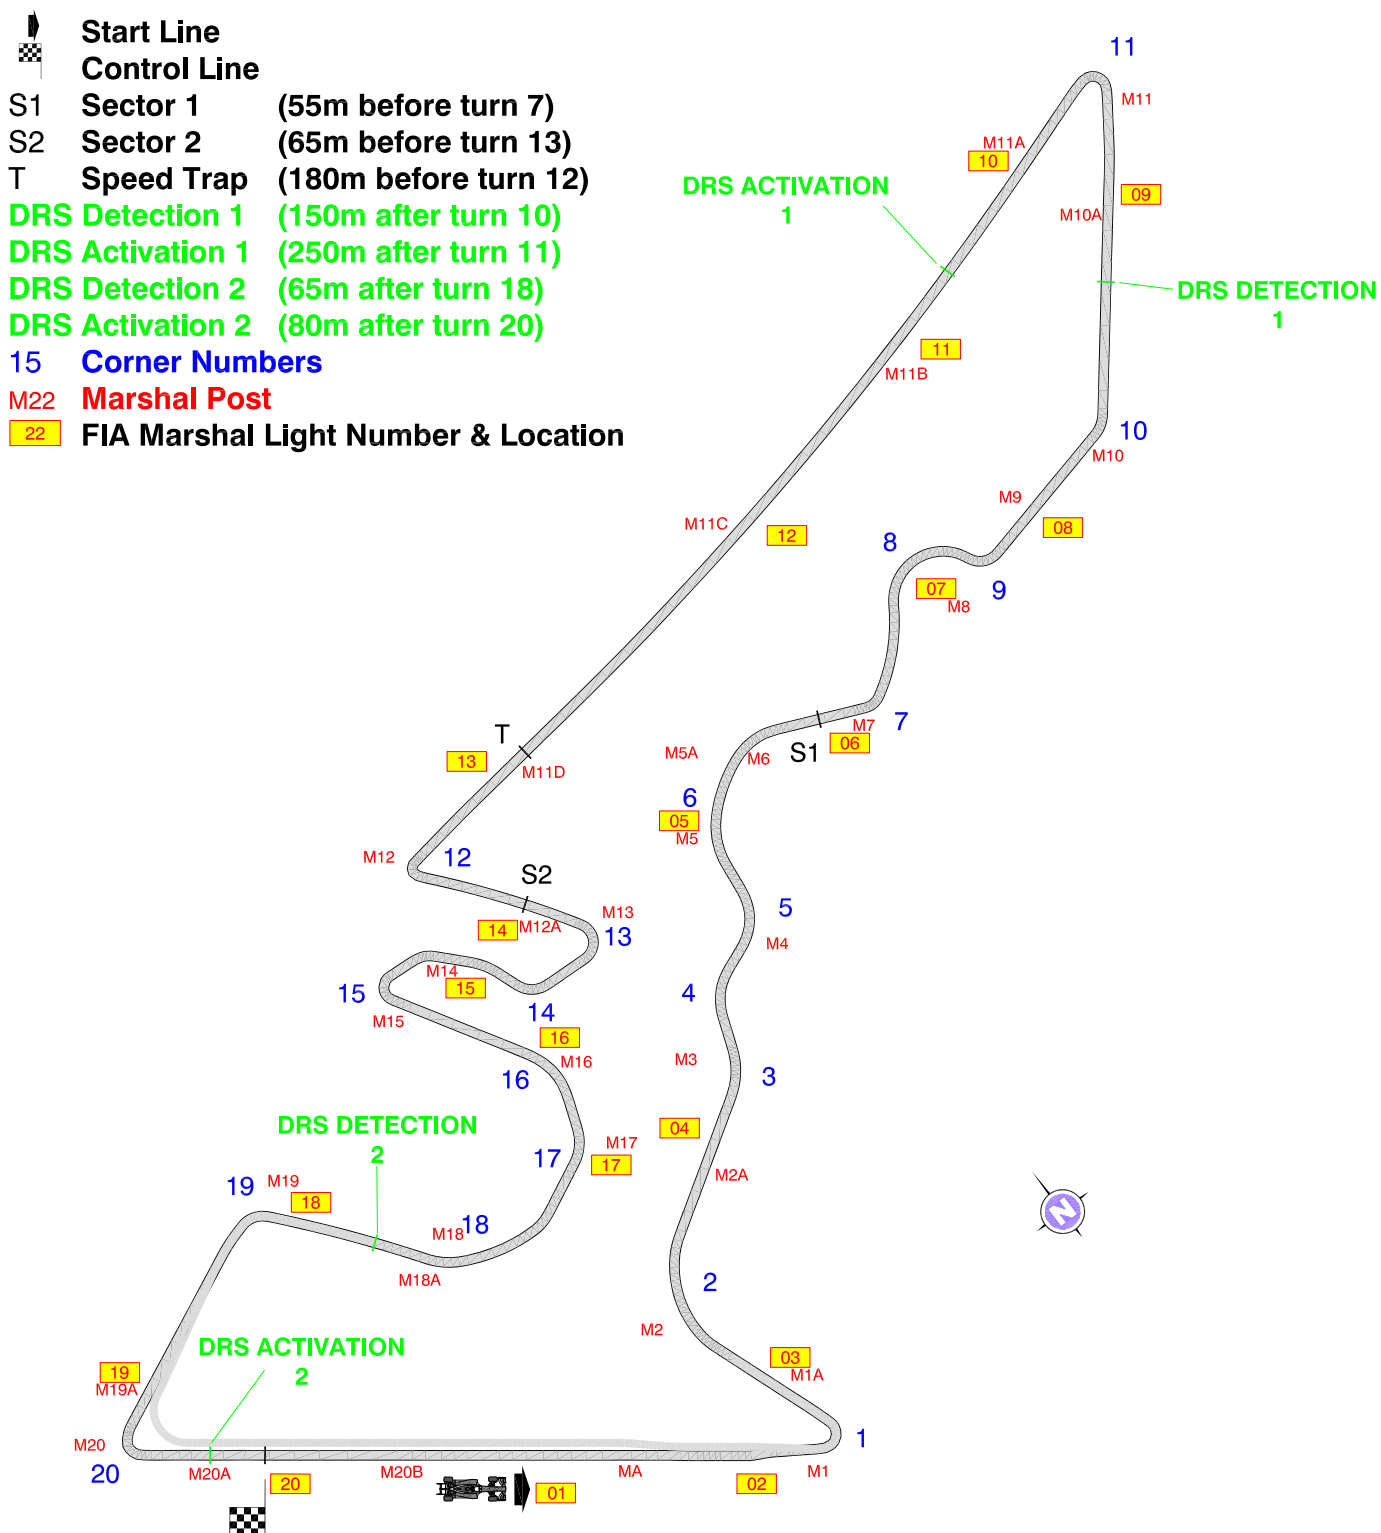 Start Line
Control Line
S1 Sector 1 (55m before turn 7)
S2 Sector 2 (65m before turn 13)
T Speed Trap (180m before turn 12)
DRS Detection 1 (150m after turn 10)
DRS Activation 1 (250m after turn 11)
DRS Detection 2 (65m after turn 18)
DRS Activation 2 (80m after turn 20)
15 Corner Numbers
M22 Marshal Post
22 FIA Marshal Light Number & Location
11
M11
M11A
10
DRS ACTIVATION
1
09
M10A
DRS DETECTION
1
11
M11B
10
M10
M9
08
M11C
12
8
07
M8
9
7
M7
06
S1
T
M5A
M6
13
M11D
6
05
M5
M12
12
S2
5
M13
14
M12A
13
M4
M14
15
15
4
14
M15
16
M16
M3
16
3
DRS DETECTION
2
04
M17
17
17
M2A
19
M19
18
M18
18
N
M18A
2
M2
DRS ACTIVATION
2
03
M1A
19
M19A
1
M20
20
M20A
M20B
MA
M1
20
01
02